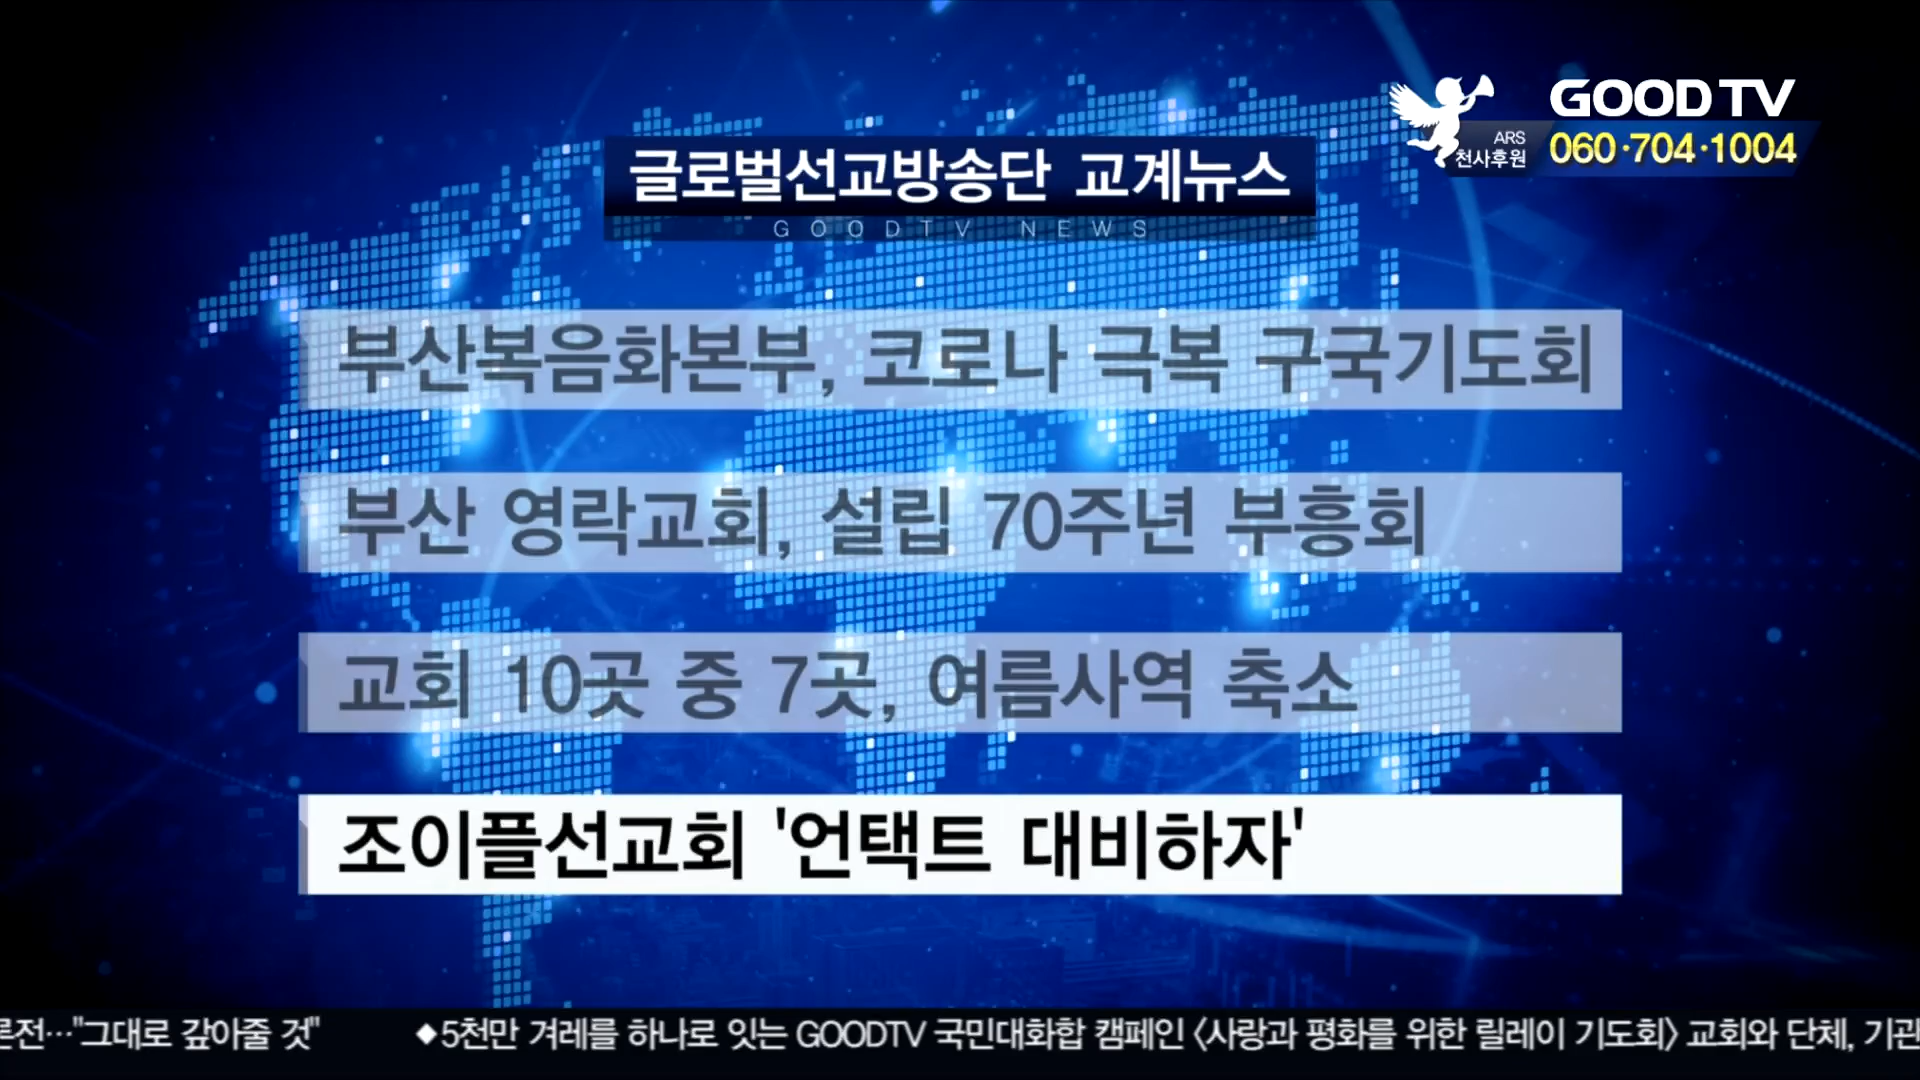 GOODTV
ARS
천사후원
060·704·1004
글로벌선교방송단 교계뉴스
GOODTV NEWS
부산복음화본부, 코로나 극복 구국기도회
부산 영락교회, 설립 70주년 부흥회
교회 10곳 중 7곳, 여름사역 축소
조이플선교회 '언택트 대비하자'
론전…"그대로 갚아줄 것" ◆5천만 겨레를 하나로 잇는 GOODTV 국민대화합 캠페인 〈사랑과 평화를 위한 릴레이 기도회〉 교회와 단체, 기관